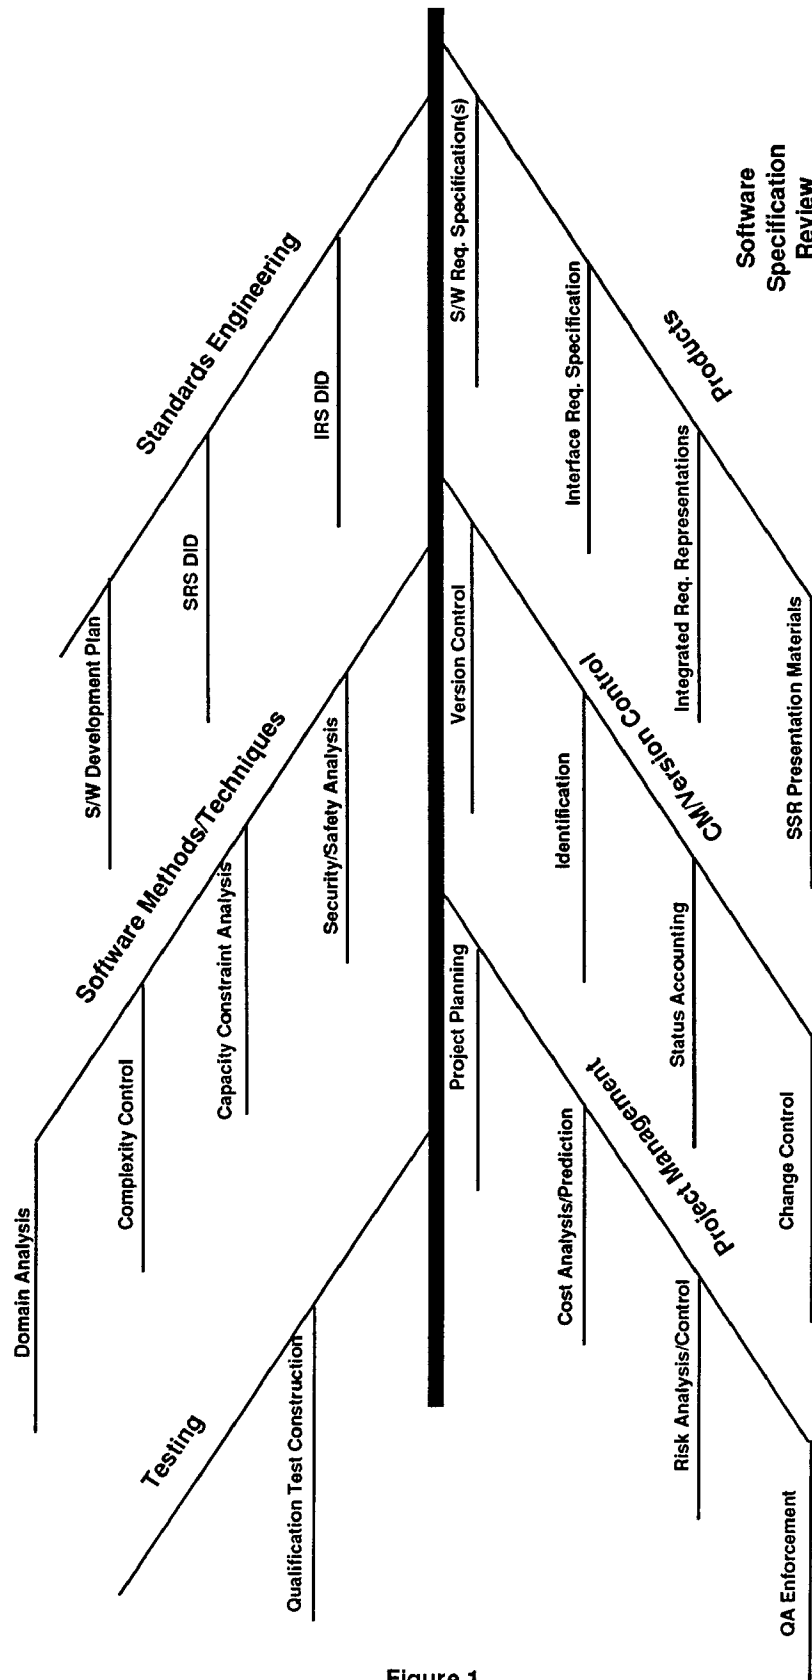 Standards Engineering
S/W Development Plan
SRS DID
IRS DID
Software Methods/Techniques
Domain Analysis
Complexity Control
Capacity Constraint Analysis
Security/Safety Analysis
Testing
Qualification Test Construction
Products
S/W Req. Specification(s)
Interface Req. Specification
Integrated Req. Representations
SSR Presentation Materials
CM/Version Control
Version Control
Identification
Status Accounting
Change Control
Project Management
Project Planning
Cost Analysis/Prediction
Risk Analysis/Control
QA Enforcement
Software
Specification
Review
Figure 1